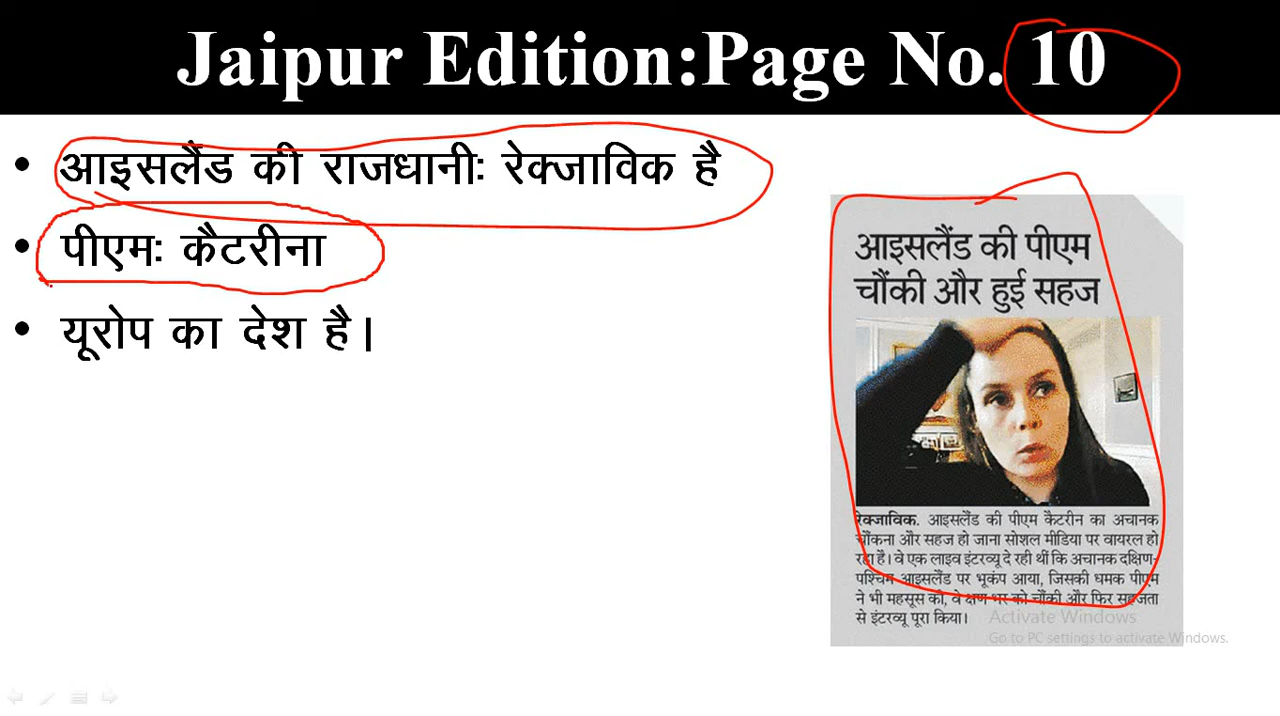 Jaipur Edition:Page No. 10
• आइसलैंड की राजधानीः रेक्जाविक है
• पीएमः कैटरीना
• यूरोप का देश है।
आइसलैंड की पीएम
चौंकी और हुई सहज
रेक्जाविक. आइसलैंड की पीएम कैटरीन का अचानक
चौंकना और सहज हो जाना सोशल मीडिया पर वायरल हो
रहा है। वे एक लाइव इंटरव्यू दे रही थीं कि अचानक दक्षिण-
पश्चिम आइसलैंड पर भूकंप आया, जिसकी धमक पीएम
ने भी महसूस की, वे क्षण भर को चौंकी और फिर सहजता
से इंटरव्यू पूरा किया।
Activate Windows
Go to PC settings to activate Windows.